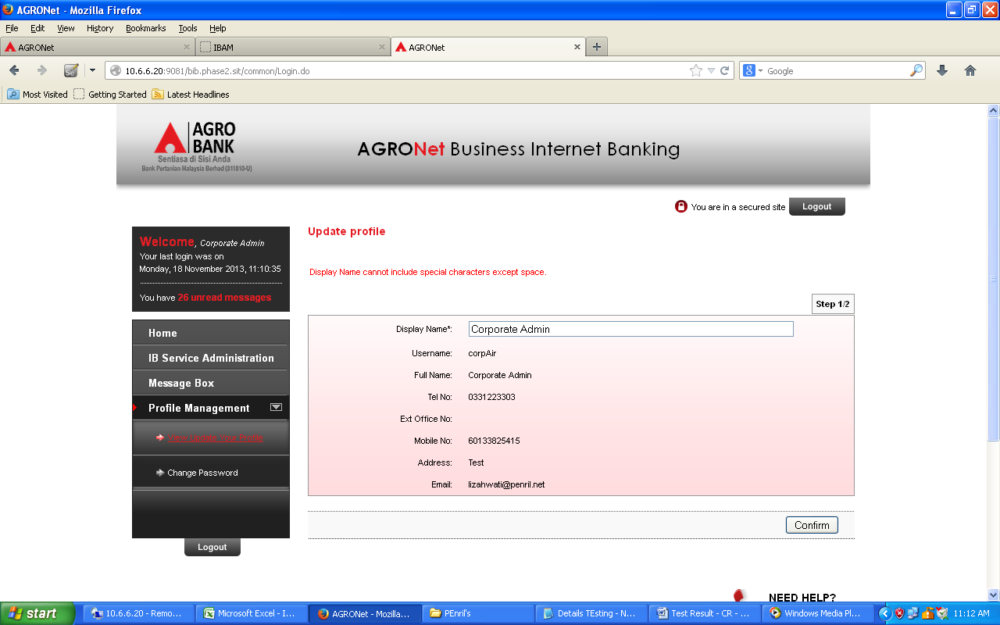 AGRONet - Mozilla Firefox
File Edit View History Bookmarks Tools Help
AGRONet
IBAM
AGRONet
10.6.6.20:9081/bib.phase2.sit/common/Login.do
Google
Most Visited Getting Started Latest Headlines
AGRO
BANK
Sentiasa di Sisi Anda
Bank Pertanian Malaysia Berhad (811810-U)
AGRONet Business Internet Banking
You are in a secured site Logout
Welcome, Corporate Admin
Your last login was on
Monday, 18 November 2013, 11:10:35
You have 26 unread messages
Home
IB Service Administration
Message Box
Profile Management
Change Password
Logout
Update profile
Display Name cannot include special characters except space.
Step 1/2
Display Name*: Corporate Admin
Username: corpAir
Full Name: Corporate Admin
Tel No: 0331223303
Ext Office No:
Mobile No: 60133825415
Address: Test
Email: lizahwati@penril.net
Confirm
NEED HELP?
start
10.6.6.20 - Remo...
Microsoft Excel - I...
AGRONet - Mozilla...
PEnril's
Details TEsting - N...
Test Result - CR - ...
Windows Media Pl...
11:12 AM